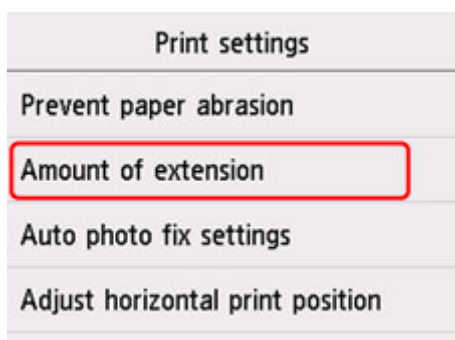 Print settings
Prevent paper abrasion
Amount of extension
Auto photo fix settings
Adjust horizontal print position